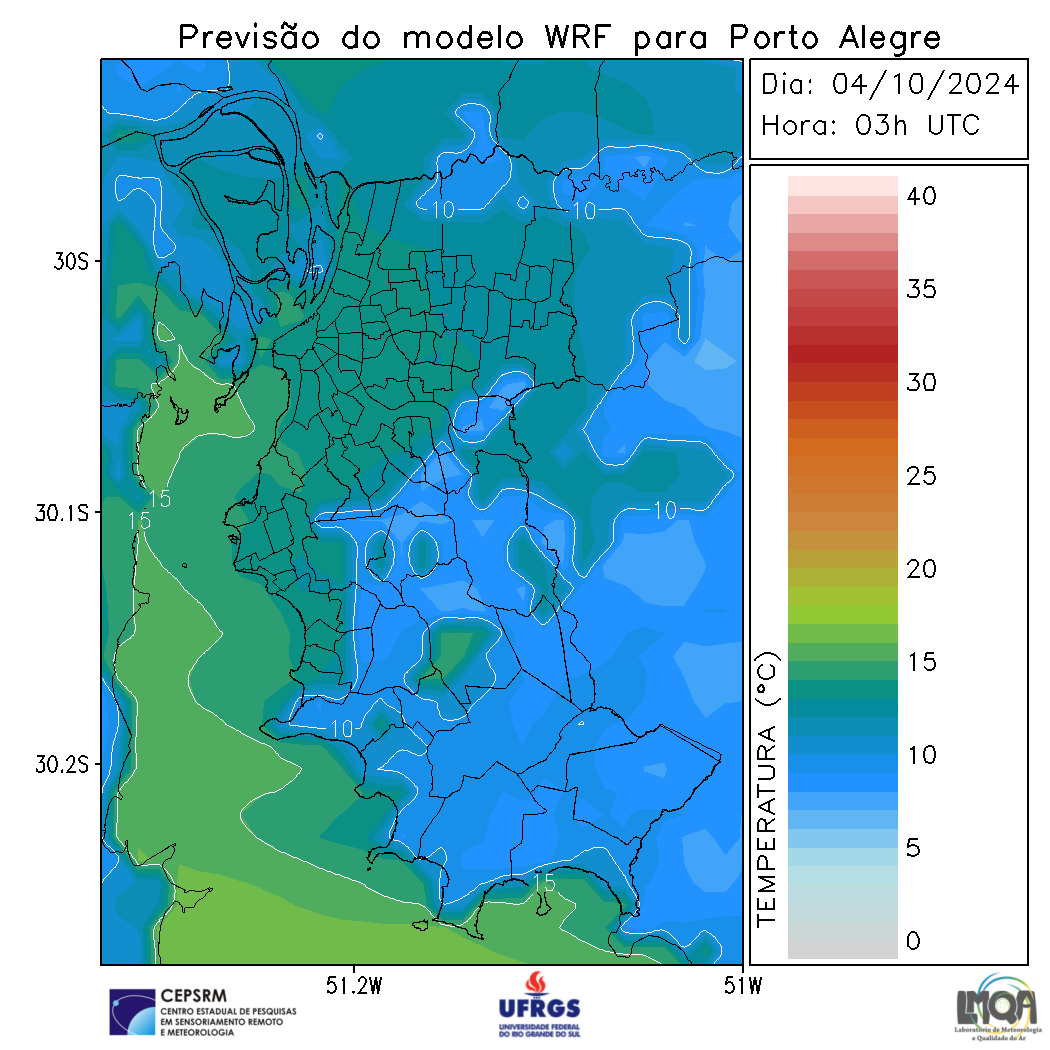 Previsão do modelo WRF para Porto Alegre
Dia: 04/10/2024
Hora: 03h UTC
40
35
30
25
20
15
10
5
0
TEMPERATURA (°C)
30S
30.1S
30.2S
51.2W
51W
10
10
15
15
10
10
15
CEPSRM
CENTRO ESTADUAL DE PESQUISAS
EM SENSORIAMENTO REMOTO
E METEOROLOGIA
UFRGS
UNIVERSIDADE FEDERAL
DO RIO GRANDE DO SUL
LMQA
Laboratório de Meteorologia
e Qualidade do Ar